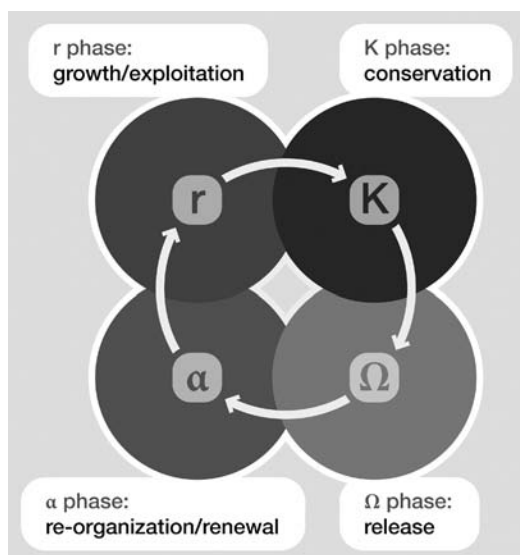 r phase:
growth/exploitation
K phase:
conservation
r
K
α
Ω
α phase:
re-organization/renewal
Ω phase:
release